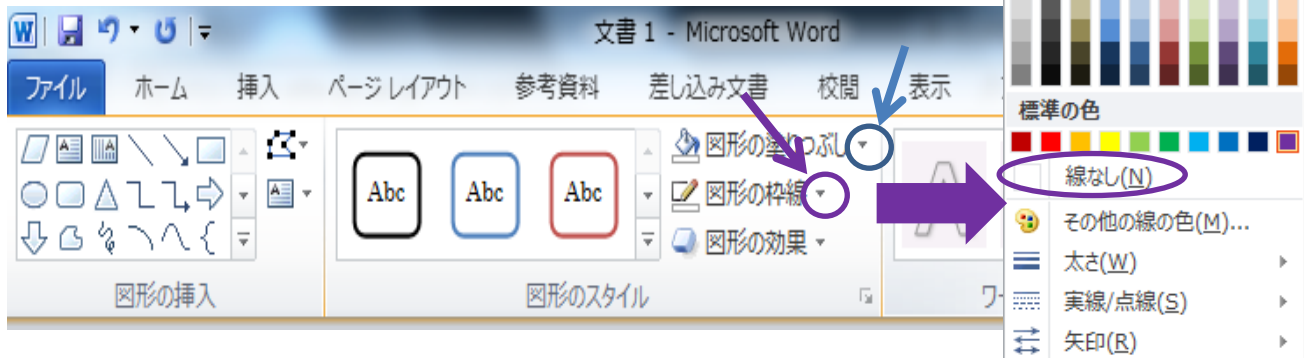 文書 1 - Microsoft Word
ファイル ホーム 挿入 ページ レイアウト 参考資料 差し込み文書 校閲 表示
Abc Abc Abc
図形の塗りつぶし
図形の枠線
図形の効果
図形の挿入 図形のスタイル ワー
標準の色
線なし(N)
その他の線の色(M)...
太さ(W)
実線/点線(S)
矢印(R)